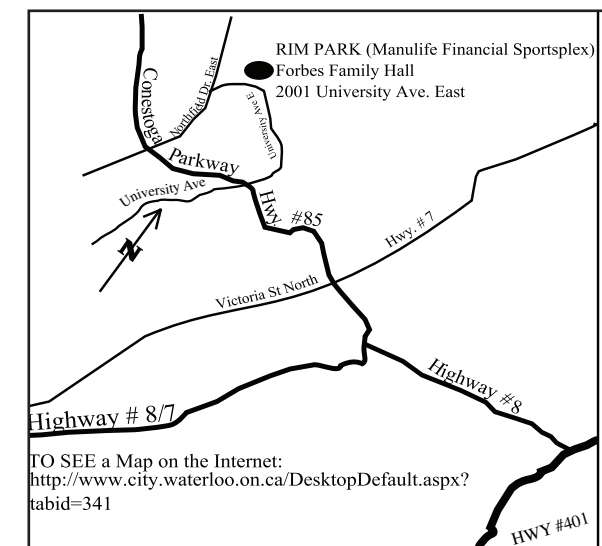 RIM PARK (Manulife Financial Sportsplex)
Forbes Family Hall
2001 University Ave. East
Conestoga
Northfield Dr. East
University Ave E
Parkway
University Ave
Hwy. #85
N
Hwy. # 7
Victoria St North
Highway #8
Highway # 8/7
TO SEE a Map on the Internet:
http://www.city.waterloo.on.ca/DesktopDefault.aspx?
tabid=341
HWY #401